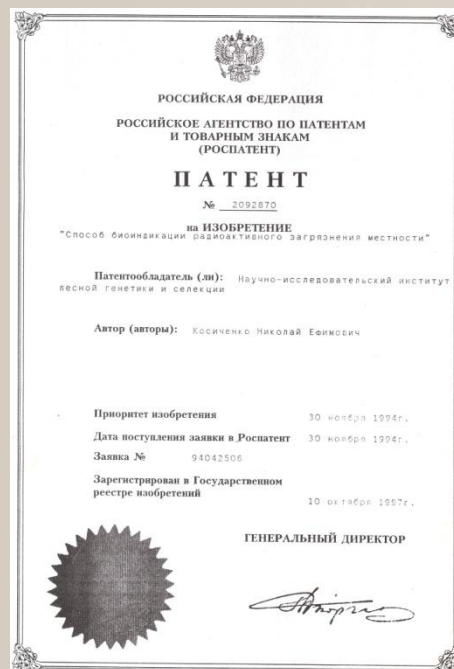 РОССИЙСКАЯ ФЕДЕРАЦИЯ
РОССИЙСКОЕ АГЕНТСТВО ПО ПАТЕНТАМ
И ТОВАРНЫМ ЗНАКАМ
(РОСПАТЕНТ)
ПАТЕНТ
№ 2092870
на ИЗОБРЕТЕНИЕ
"Способ биоиндикации радиоактивного загрязнения местности"
Патентообладатель (ли): Научно-исследовательский институт
лесной генетики и селекции
Автор (авторы): Косиченко Николай Ефимович
Приоритет изобретения 30 ноября 1994г.
Дата поступления заявки в Роспатент 30 ноября 1994г.
Заявка № 94042506
Зарегистрирован в Государственном
реестре изобретений 10 октября 1997г.
ГЕНЕРАЛЬНЫЙ ДИРЕКТОР